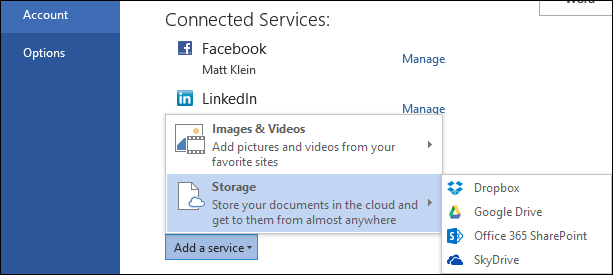 Account
Options
Word
Connected Services:
Facebook
Matt Klein
Manage
LinkedIn
Manage
Images & Videos
Add pictures and videos from your
favorite sites
Storage
Store your documents in the cloud and
get to them from almost anywhere
Add a service
Dropbox
Google Drive
Office 365 SharePoint
SkyDrive